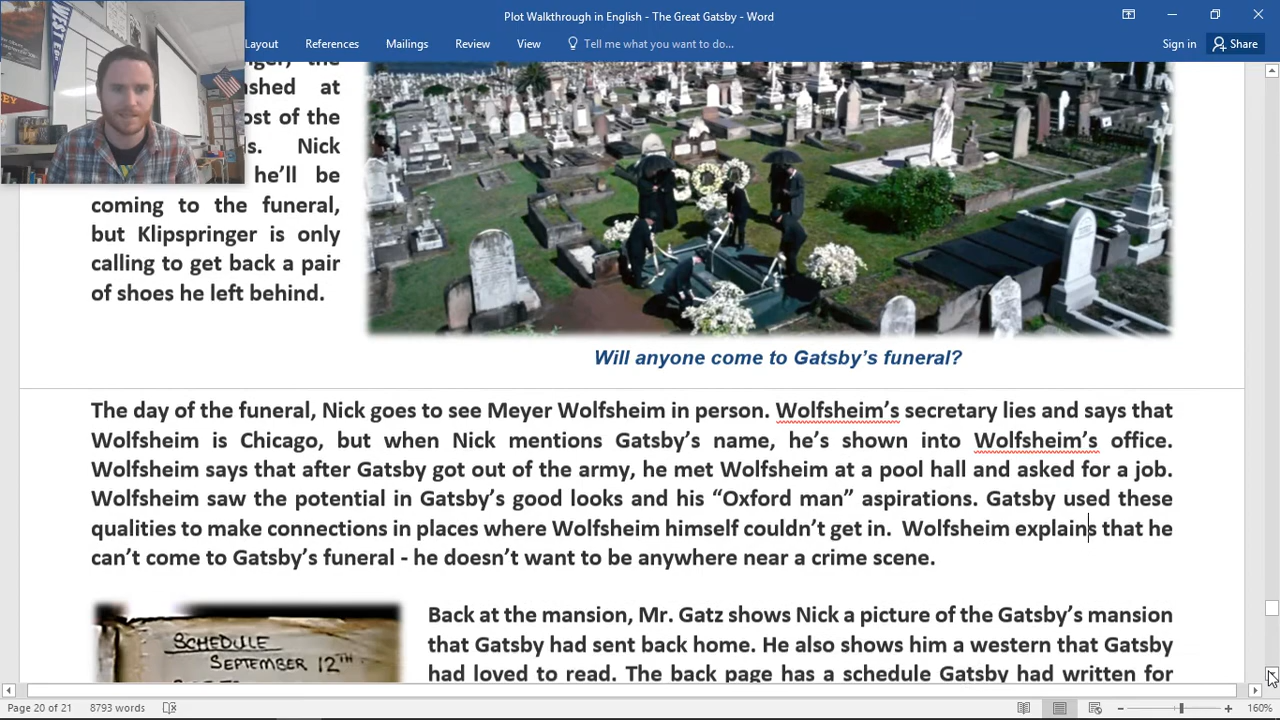 Plot Walkthrough in English - The Great Gatsby - Word
Layout References Mailings Review View Tell me what you want to do... Sign in Share
WEST EGG
shed at
ost of the
s. Nick
he'll be
coming to the funeral,
but Klipspringer is only
calling to get back a pair
of shoes he left behind.
Will anyone come to Gatsby's funeral?
The day of the funeral, Nick goes to see Meyer Wolfsheim in person. Wolfsheim's secretary lies and says that
Wolfsheim is Chicago, but when Nick mentions Gatsby's name, he's shown into Wolfsheim's office.
Wolfsheim says that after Gatsby got out of the army, he met Wolfsheim at a pool hall and asked for a job.
Wolfsheim saw the potential in Gatsby's good looks and his “Oxford man” aspirations. Gatsby used these
qualities to make connections in places where Wolfsheim himself couldn't get in. Wolfsheim explains that he
can't come to Gatsby's funeral - he doesn't want to be anywhere near a crime scene.
SCHEDULE
SEPTEMBER 12TH
Back at the mansion, Mr. Gatz shows Nick a picture of the Gatsby's mansion
that Gatsby had sent back home. He also shows him a western that Gatsby
had loved to read. The back page has a schedule Gatsby had written for
Page 20 of 21 8793 words 160%